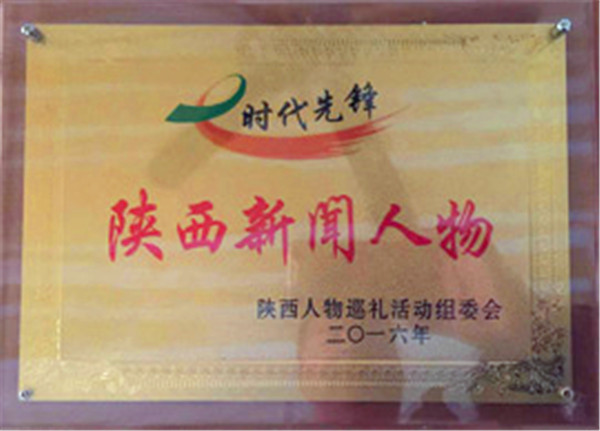 时代先锋
陕西新闻人物
陕西人物巡礼活动组委会
二〇一六年